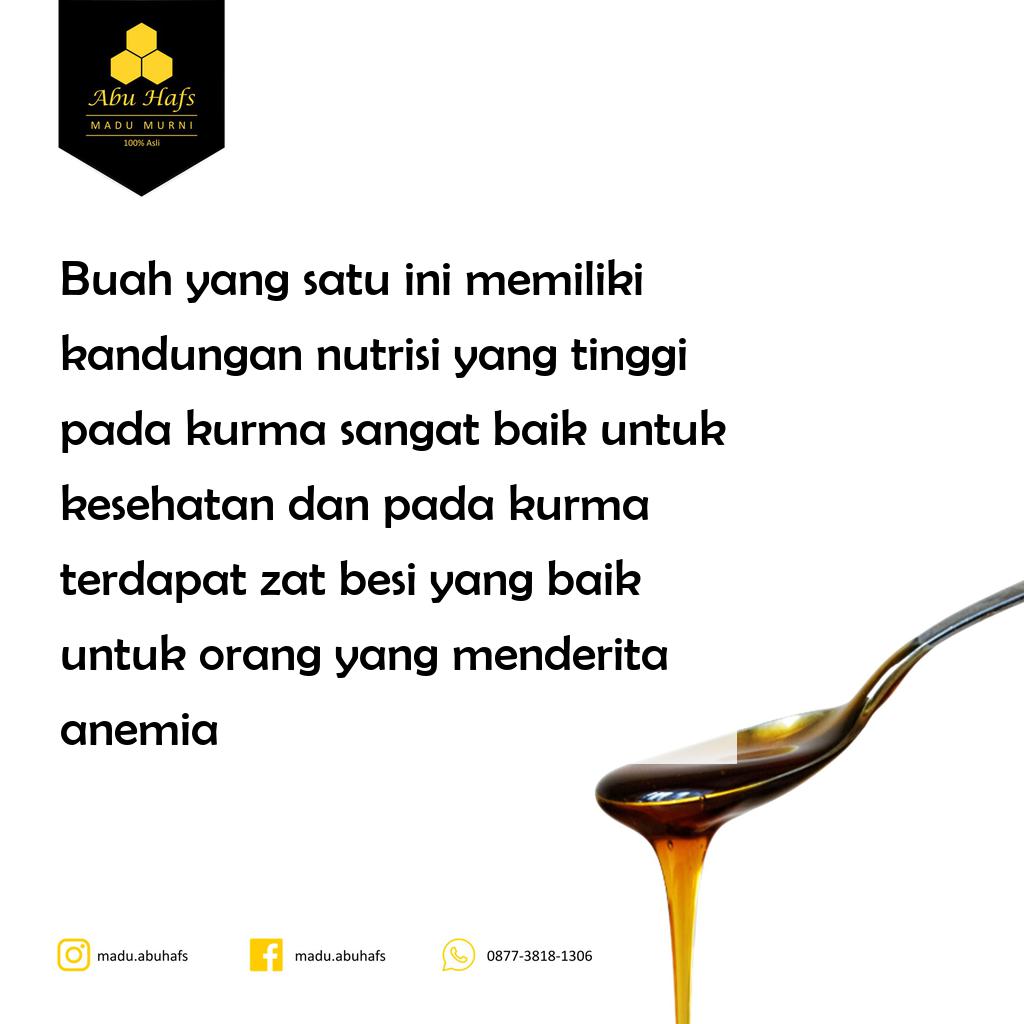 Abu Hafs
MADU MURNI
100% Asli
Buah yang satu ini memiliki
kandungan nutrisi yang tinggi
pada kurma sangat baik untuk
kesehatan dan pada kurma
terdapat zat besi yang baik
untuk orang yang menderita
anemia
madu.abuhafs
madu.abuhafs
0877-3818-1306